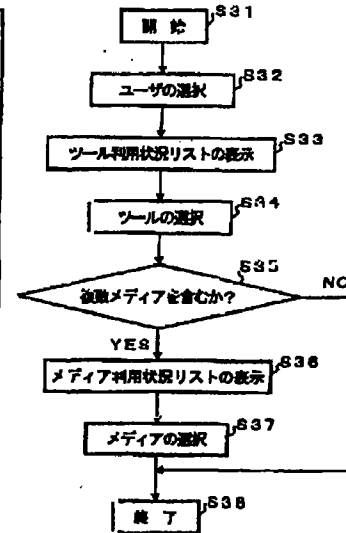 S31
開始
S32
ユーザの選択
S33
ツール利用状況リストの表示
S34
ツールの選択
S35
複数メディアを含むか?
NO
YES
S36
メディア利用状況リストの表示
S37
メディアの選択
S38
終了